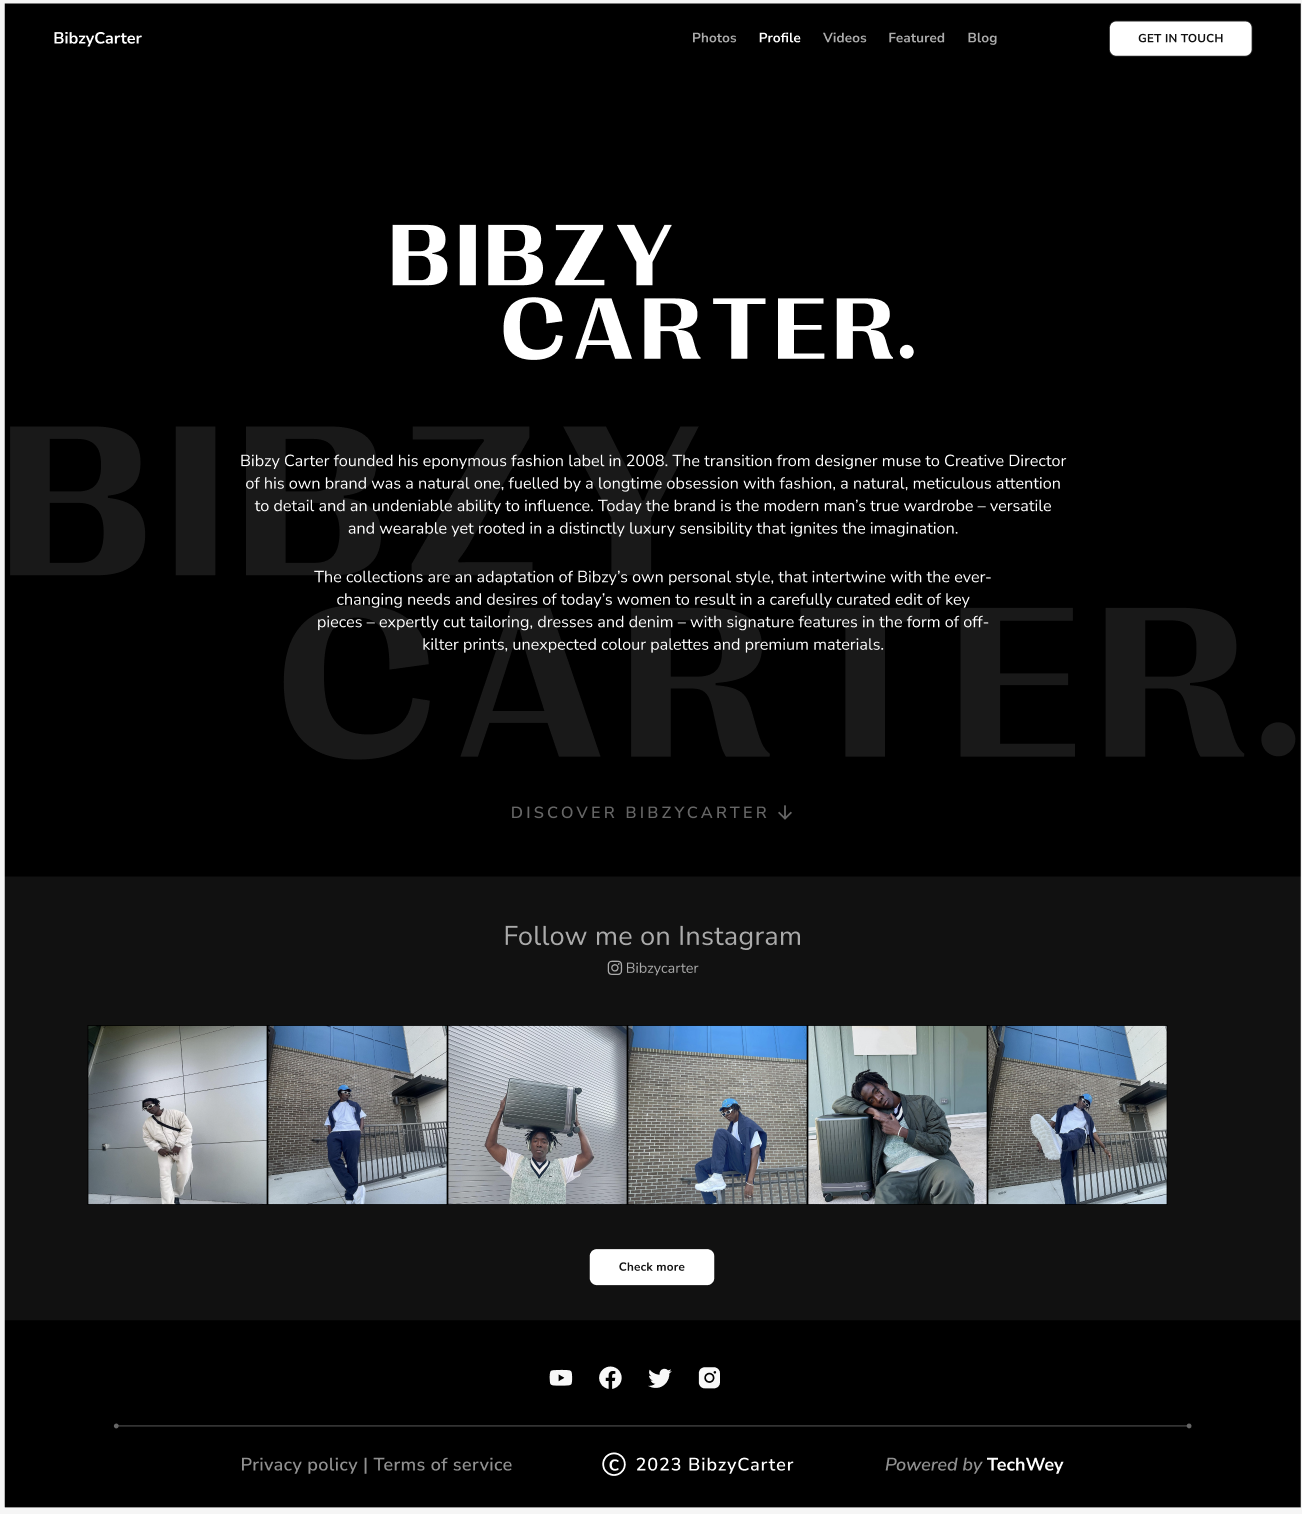 BibzyCarter
Photos Profile Videos Featured Blog
GET IN TOUCH
BIBZY
CARTER.
BIBZY
CARTER.
Bibzy Carter founded his eponymous fashion label in 2008. The transition from designer muse to Creative Director
of his own brand was a natural one, fuelled by a longtime obsession with fashion, a natural, meticulous attention
to detail and an undeniable ability to influence. Today the brand is the modern man’s true wardrobe – versatile
and wearable yet rooted in a distinctly luxury sensibility that ignites the imagination.
The collections are an adaptation of Bibzy’s own personal style, that intertwine with the ever-
changing needs and desires of today’s women to result in a carefully curated edit of key
pieces – expertly cut tailoring, dresses and denim – with signature features in the form of off-
kilter prints, unexpected colour palettes and premium materials.
DISCOVER BIBZYCARTER
Follow me on Instagram
Bibzycarter
Check more
Privacy policy | Terms of service
© 2023 BibzyCarter
Powered by TechWey